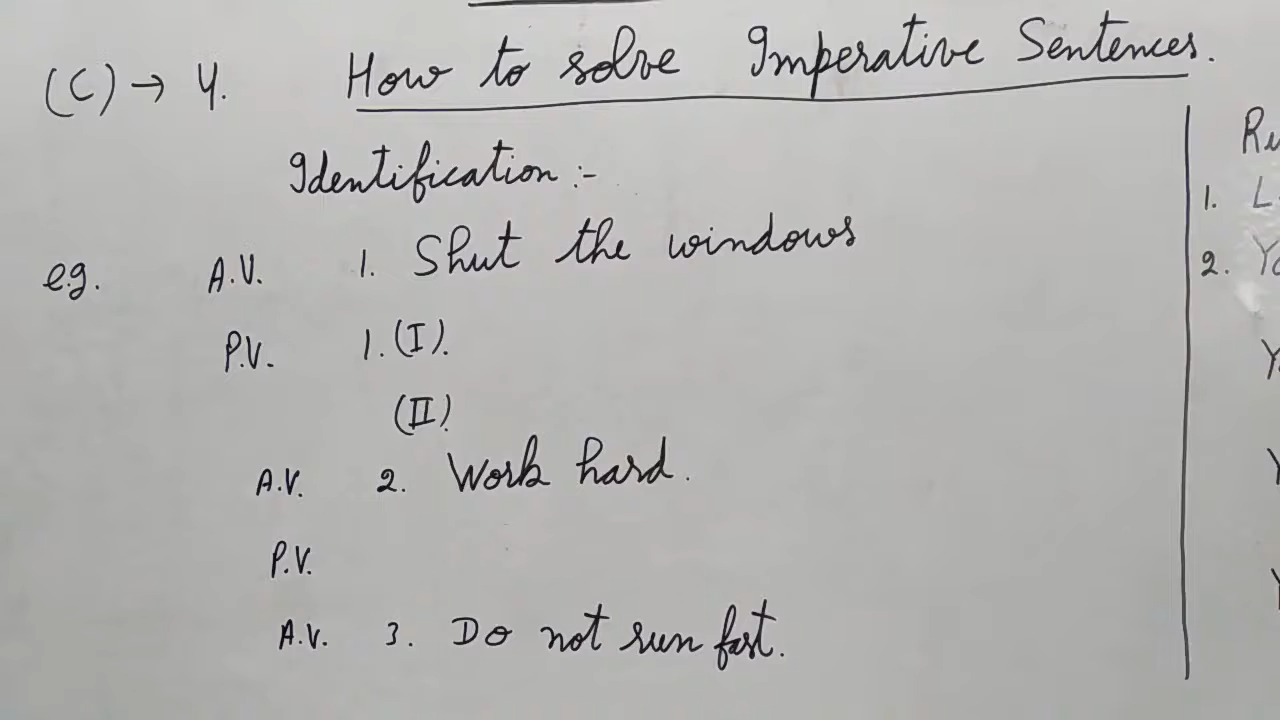 (C) → 4. How to solve Imperative Sentences.
Identification :-
e.g. A.V. 1. Shut the windows
P.V. 1. (I).
(II).
A.V. 2. Work hard.
P.V.
A.V. 3. Do not run fast.
1.
2.